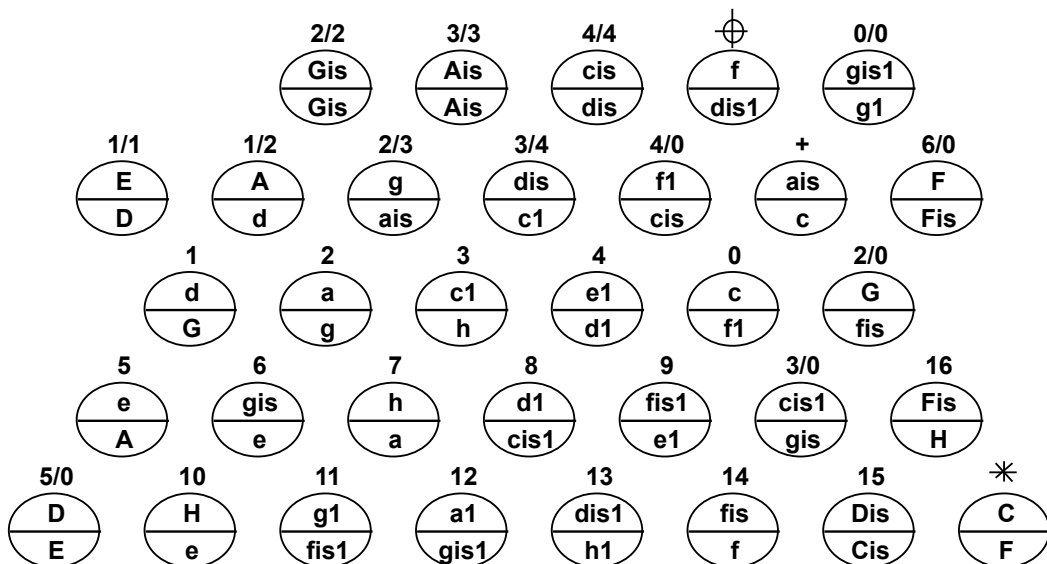 2/2 3/3 4/4 0/0
Gis Ais cis f gis1
Gis Ais dis dis1 g1
1/1 1/2 2/3 3/4 4/0 + 6/0
E A g dis f1 ais F
D d ais c1 cis c Fis
1 2 3 4 0 2/0
d a c1 e1 c G
G g h d1 f1 fis
5 6 7 8 9 3/0 16
e gis h d1 fis1 cis1 Fis
A e a cis1 e1 gis H
5/0 10 11 12 13 14 15
D H g1 a1 dis1 fis Dis C
E e fis1 gis1 h1 f Cis F